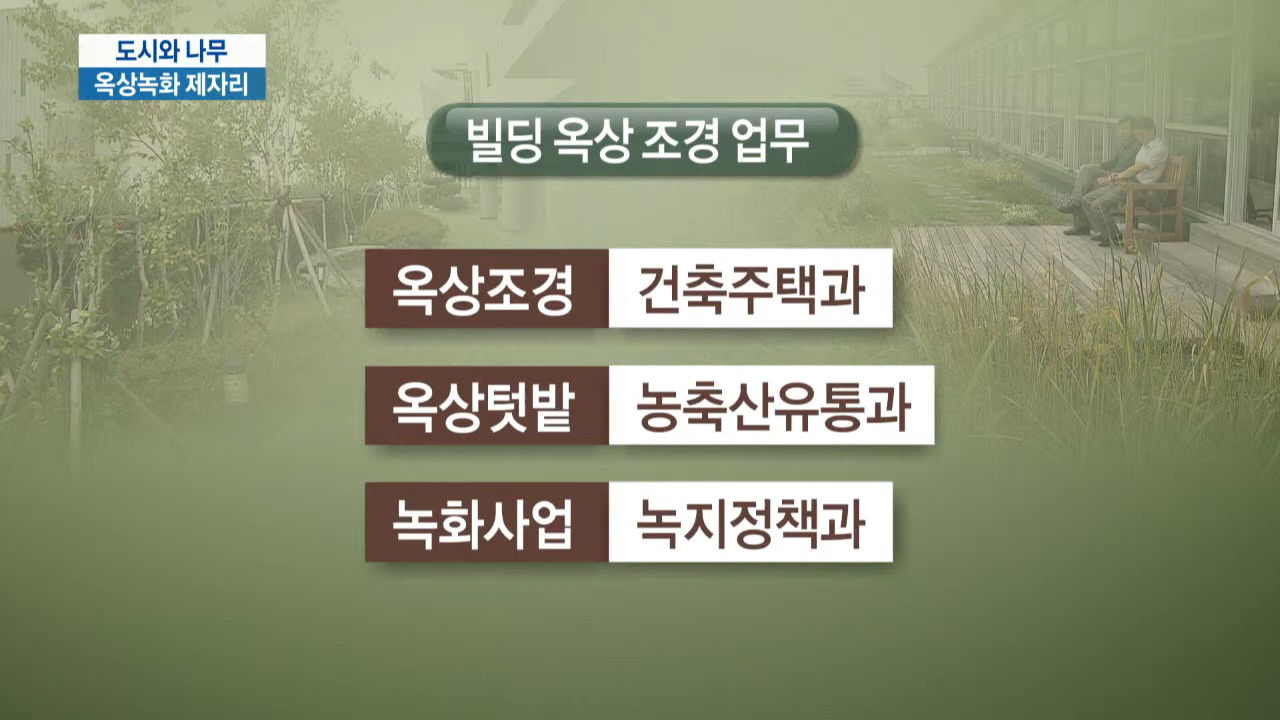 도시와 나무
옥상녹화 제자리
빌딩 옥상 조경 업무
옥상조경 건축주택과
옥상텃밭 농축산유통과
녹화사업 녹지정책과